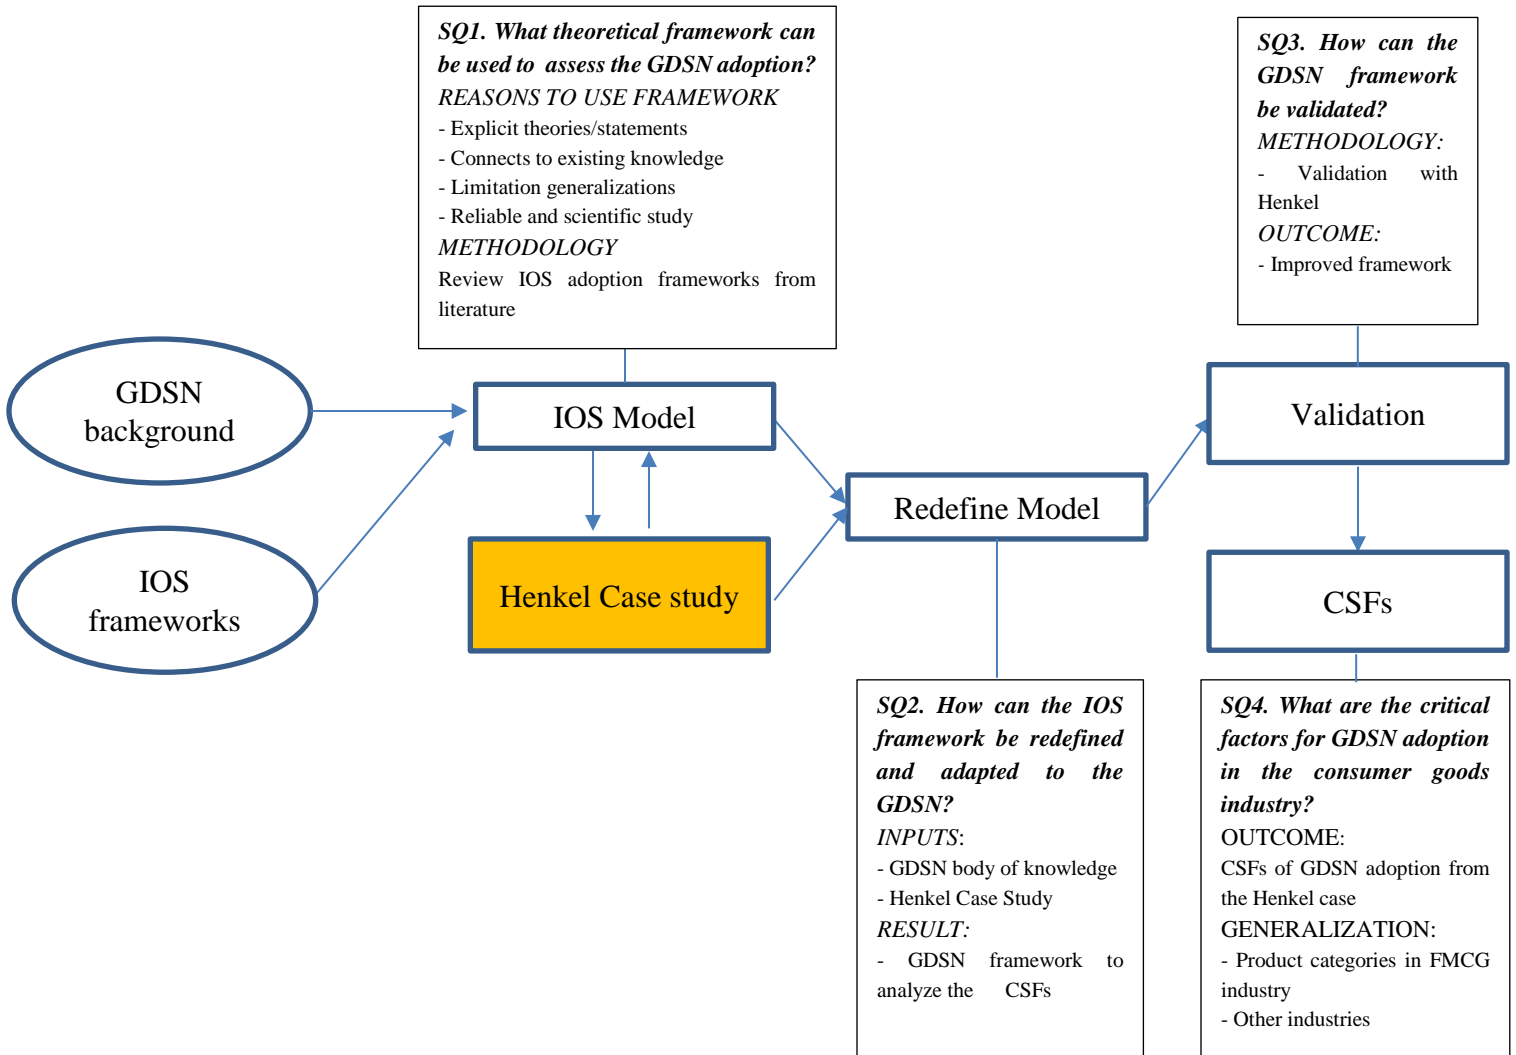 SQ1. What theoretical framework can
be used to assess the GDSN adoption?
REASONS TO USE FRAMEWORK
- Explicit theories/statements
- Connects to existing knowledge
- Limitation generalizations
- Reliable and scientific study
METHODOLOGY
Review IOS adoption frameworks from
literature
SQ3. How can the
GDSN framework
be validated?
METHODOLOGY:
- Validation with
Henkel
OUTCOME:
- Improved framework
GDSN
background
IOS Model
Validation
Redefine Model
IOS
frameworks
Henkel Case study
CSFs
SQ2. How can the IOS
framework be redefined
and adapted to the
GDSN?
INPUTS:
- GDSN body of knowledge
- Henkel Case Study
RESULT:
- GDSN framework to
analyze the CSFs
SQ4. What are the critical
factors for GDSN adoption
in the consumer goods
industry?
OUTCOME:
CSFs of GDSN adoption from
the Henkel case
GENERALIZATION:
- Product categories in FMCG
industry
- Other industries